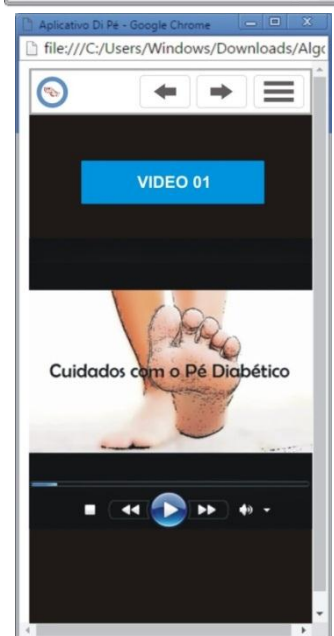 Aplicativo Di Pé - Google Chrome
file:///C:/Users/Windows/Downloads/Algo
VIDEO 01
Cuidados com o Pé Diabético